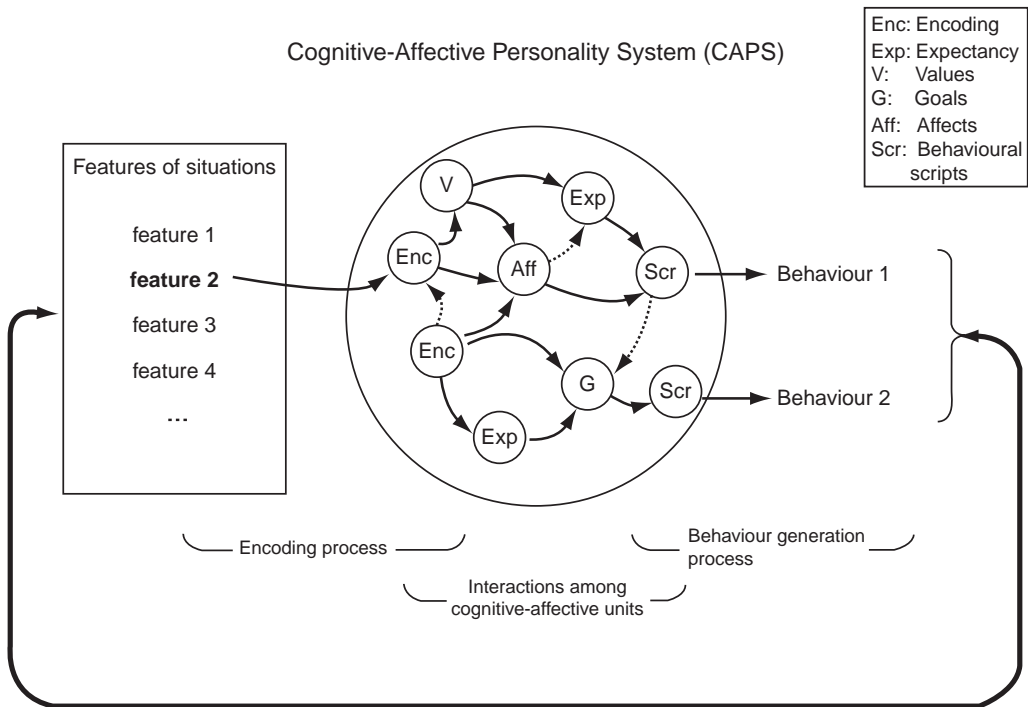 Cognitive-Affective Personality System (CAPS)
Enc: Encoding
Exp: Expectancy
V: Values
G: Goals
Aff: Affects
Scr: Behavioural
scripts
Features of situations
feature 1
feature 2
feature 3
feature 4
...
V
Exp
Enc
Aff
Scr
Enc
G
Scr
Exp
Behaviour 1
Behaviour 2
Encoding process
Interactions among
cognitive-affective units
Behaviour generation
process